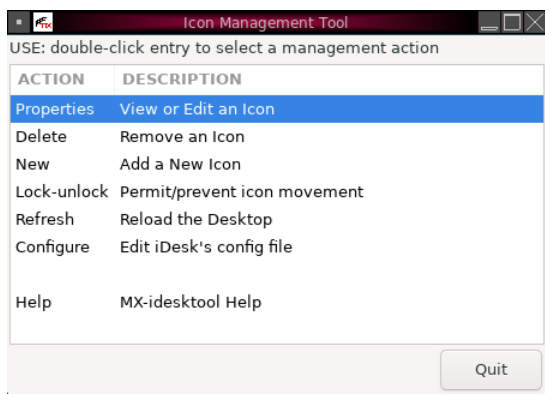 Icon Management Tool
USE: double-click entry to select a management action
ACTION DESCRIPTION
Properties View or Edit an Icon
Delete Remove an Icon
New Add a New Icon
Lock-unlock Permit/prevent icon movement
Refresh Reload the Desktop
Configure Edit iDesk's config file
Help MX-idesktool Help
Quit